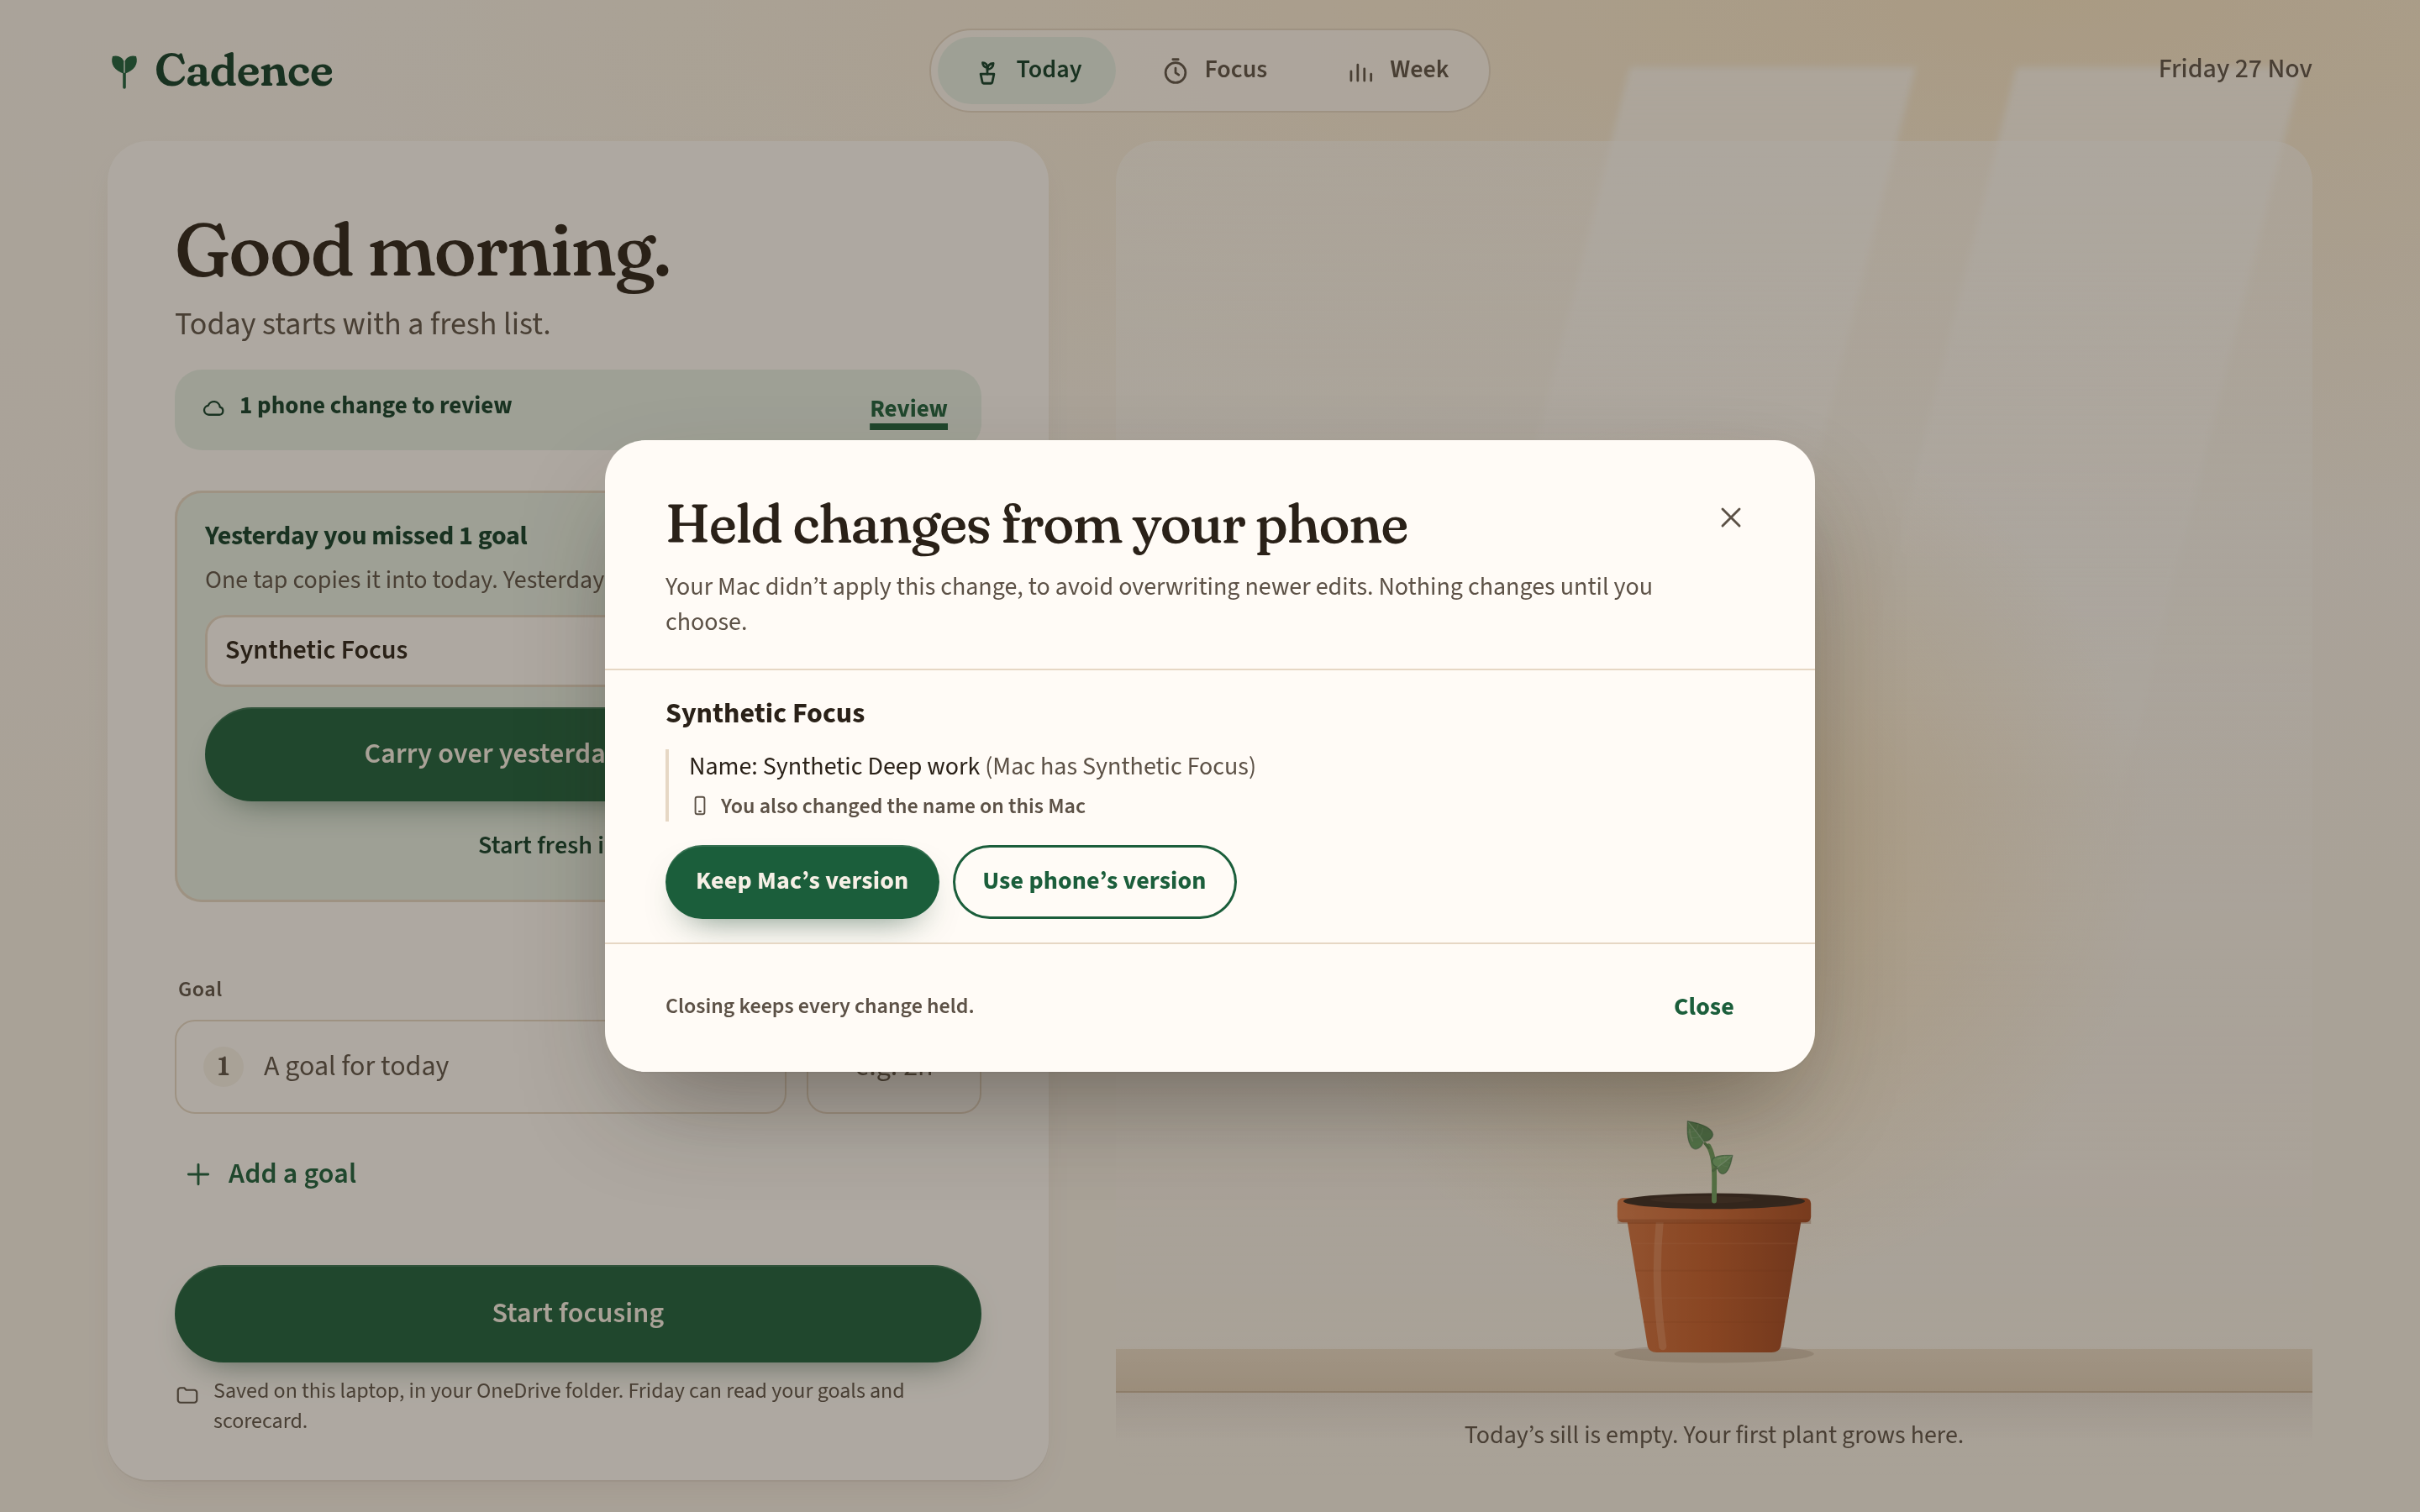 Cadence
Today
Focus
Week
Friday 27 Nov
Good morning.
Today starts with a fresh list.
1 phone change to review
Review
Yesterday you missed 1 goal
One tap copies it into today. Yesterday
Synthetic Focus
Carry over yesterda
Start fresh i
Goal
1
A goal for today
Add a goal
Start focusing
Saved on this laptop, in your OneDrive folder. Friday can read your goals and
scorecard.
Held changes from your phone
Your Mac didn’t apply this change, to avoid overwriting newer edits. Nothing changes until you
choose.
Synthetic Focus
Name: Synthetic Deep work (Mac has Synthetic Focus)
You also changed the name on this Mac
Keep Mac’s version
Use phone’s version
Closing keeps every change held.
Close
Today’s sill is empty. Your first plant grows here.